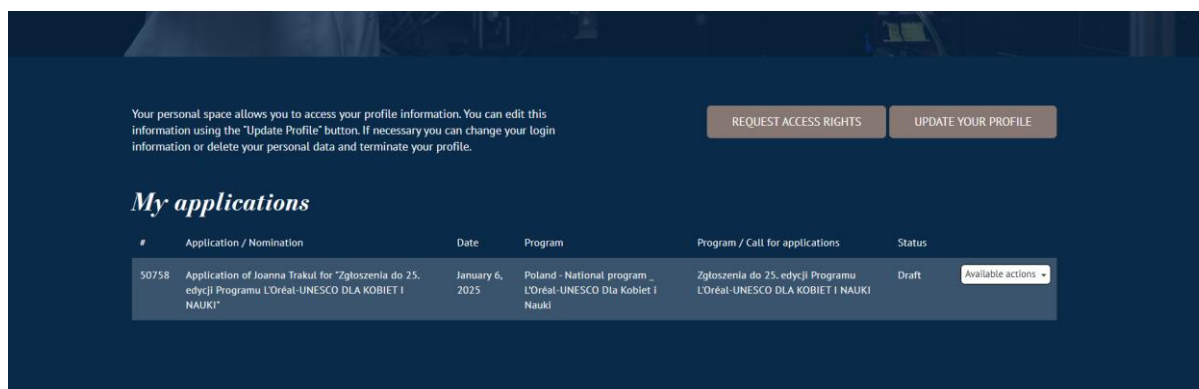 Your personal space allows you to access your profile information. You can edit this
information using the "Update Profile" button. If necessary you can change your login
information or delete your personal data and terminate your profile.
REQUEST ACCESS RIGHTS
UPDATE YOUR PROFILE
My applications
# Application / Nomination Date Program Program / Call for applications Status
50758 Application of Joanna Trakul for "Zgłoszenia do 25. January 6, Poland - National program _ Zgłoszenia do 25. edycji Programu Draft Available actions
edycji Programu L'Oréal-UNESCO DLA KOBIET I 2025 L'Oréal-UNESCO Dla Kobiet i L'Oréal-UNESCO DLA KOBIET I NAUKI
NAUKI" Nauki